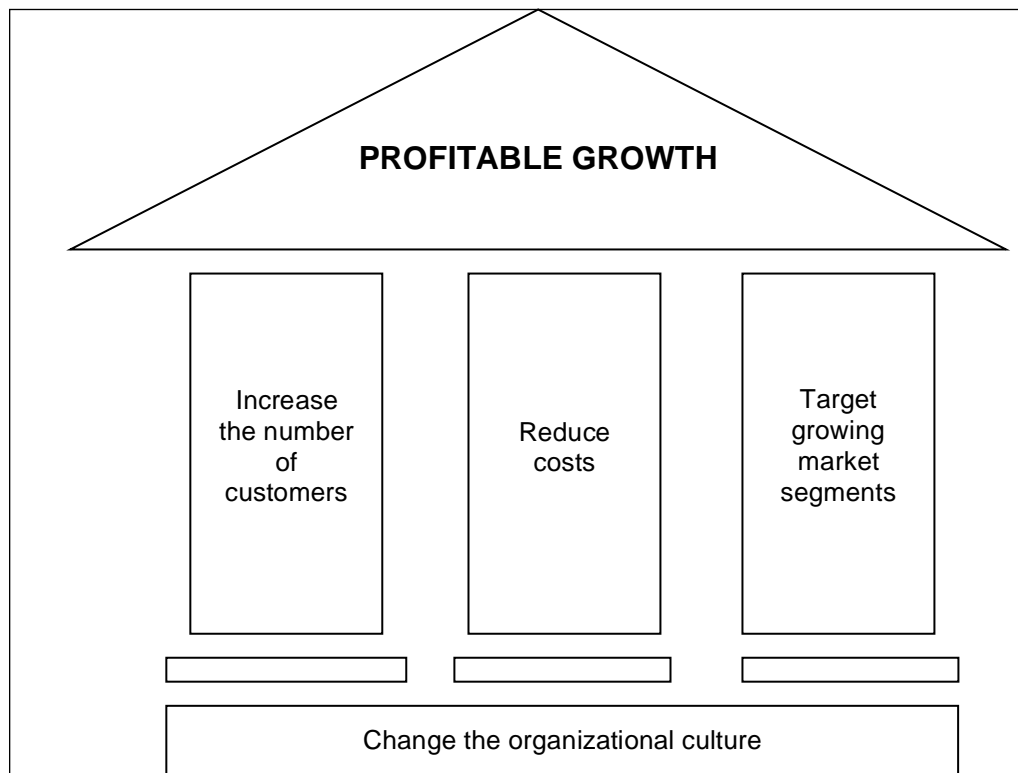 PROFITABLE GROWTH
Increase
the number
of
customers
Reduce
costs
Target
growing
market
segments
Change the organizational culture